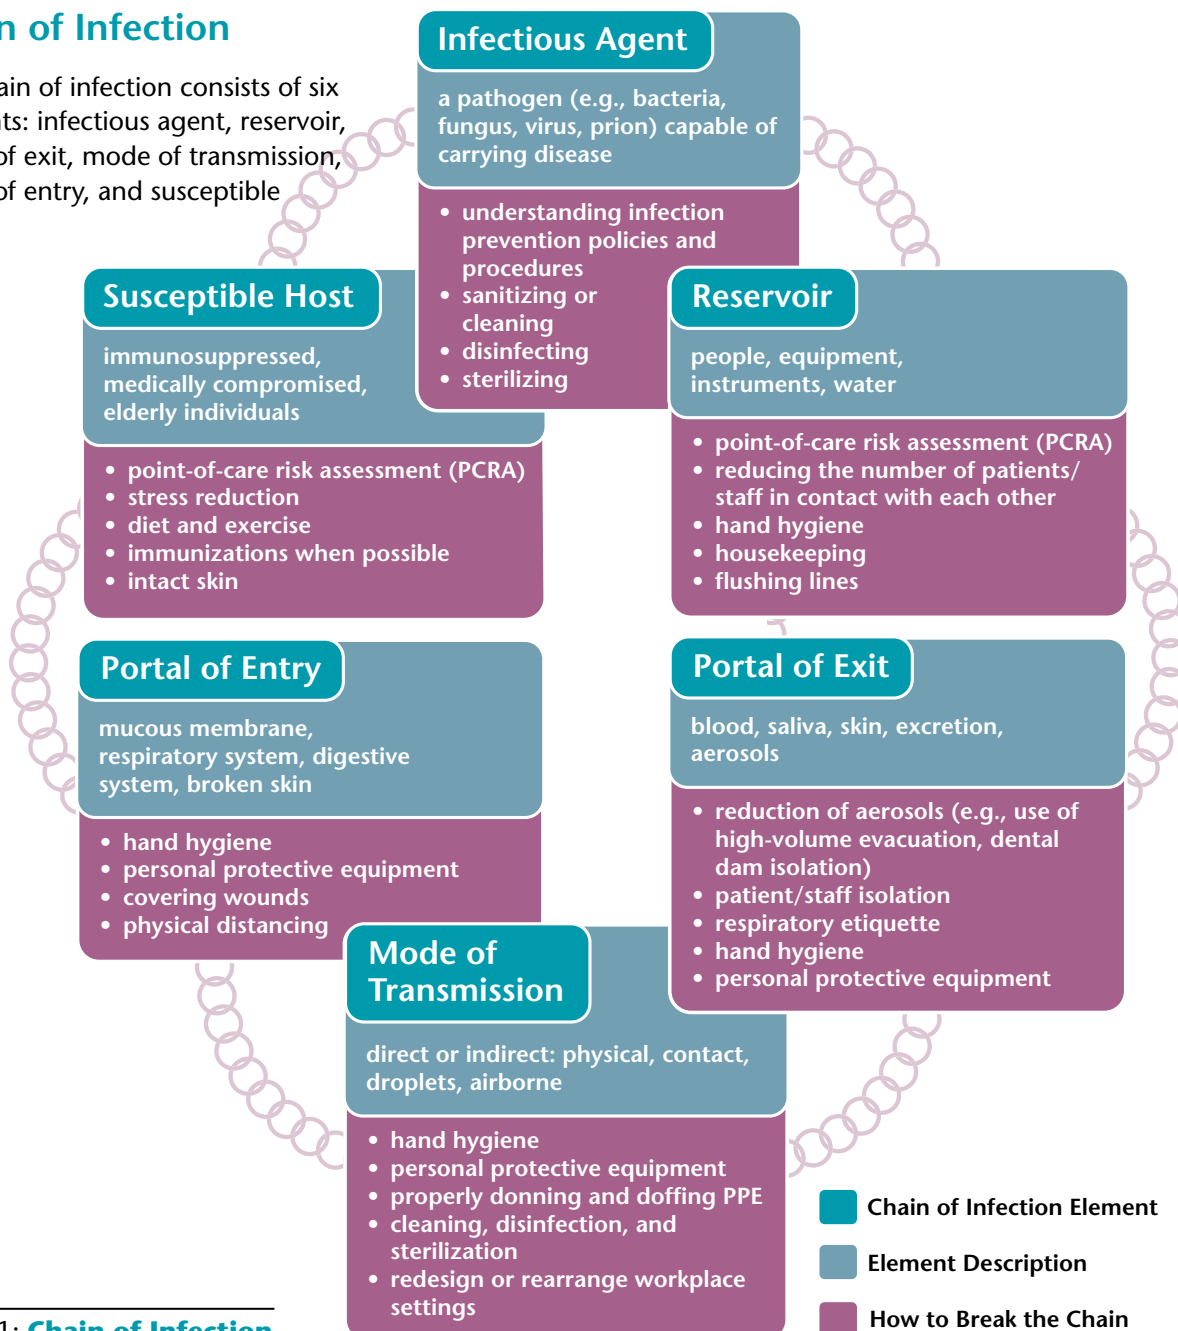 n of Infection
ain of infection consists of six
ts: infectious agent, reservoir,
of exit, mode of transmission,
of entry, and susceptible
Infectious Agent
a pathogen (e.g., bacteria,
fungus, virus, prion) capable of
carrying disease
• understanding infection
prevention policies and
procedures
• sanitizing or
cleaning
• disinfecting
• sterilizing
Susceptible Host
immunosuppressed,
medically compromised,
elderly individuals
• point-of-care risk assessment (PCRA)
• stress reduction
• diet and exercise
• immunizations when possible
• intact skin
Reservoir
people, equipment,
instruments, water
• point-of-care risk assessment (PCRA)
• reducing the number of patients/
staff in contact with each other
• hand hygiene
• housekeeping
• flushing lines
Portal of Entry
mucous membrane,
respiratory system, digestive
system, broken skin
• hand hygiene
• personal protective equipment
• covering wounds
• physical distancing
Portal of Exit
blood, saliva, skin, excretion,
aerosols
• reduction of aerosols (e.g., use of
high-volume evacuation, dental
dam isolation)
• patient/staff isolation
• respiratory etiquette
• hand hygiene
• personal protective equipment
Mode of
Transmission
direct or indirect: physical, contact,
droplets, airborne
• hand hygiene
• personal protective equipment
• properly donning and doffing PPE
• cleaning, disinfection, and
sterilization
• redesign or rearrange workplace
settings
Chain of Infection Element
Element Description
How to Break the Chain
1: Chain of Infection